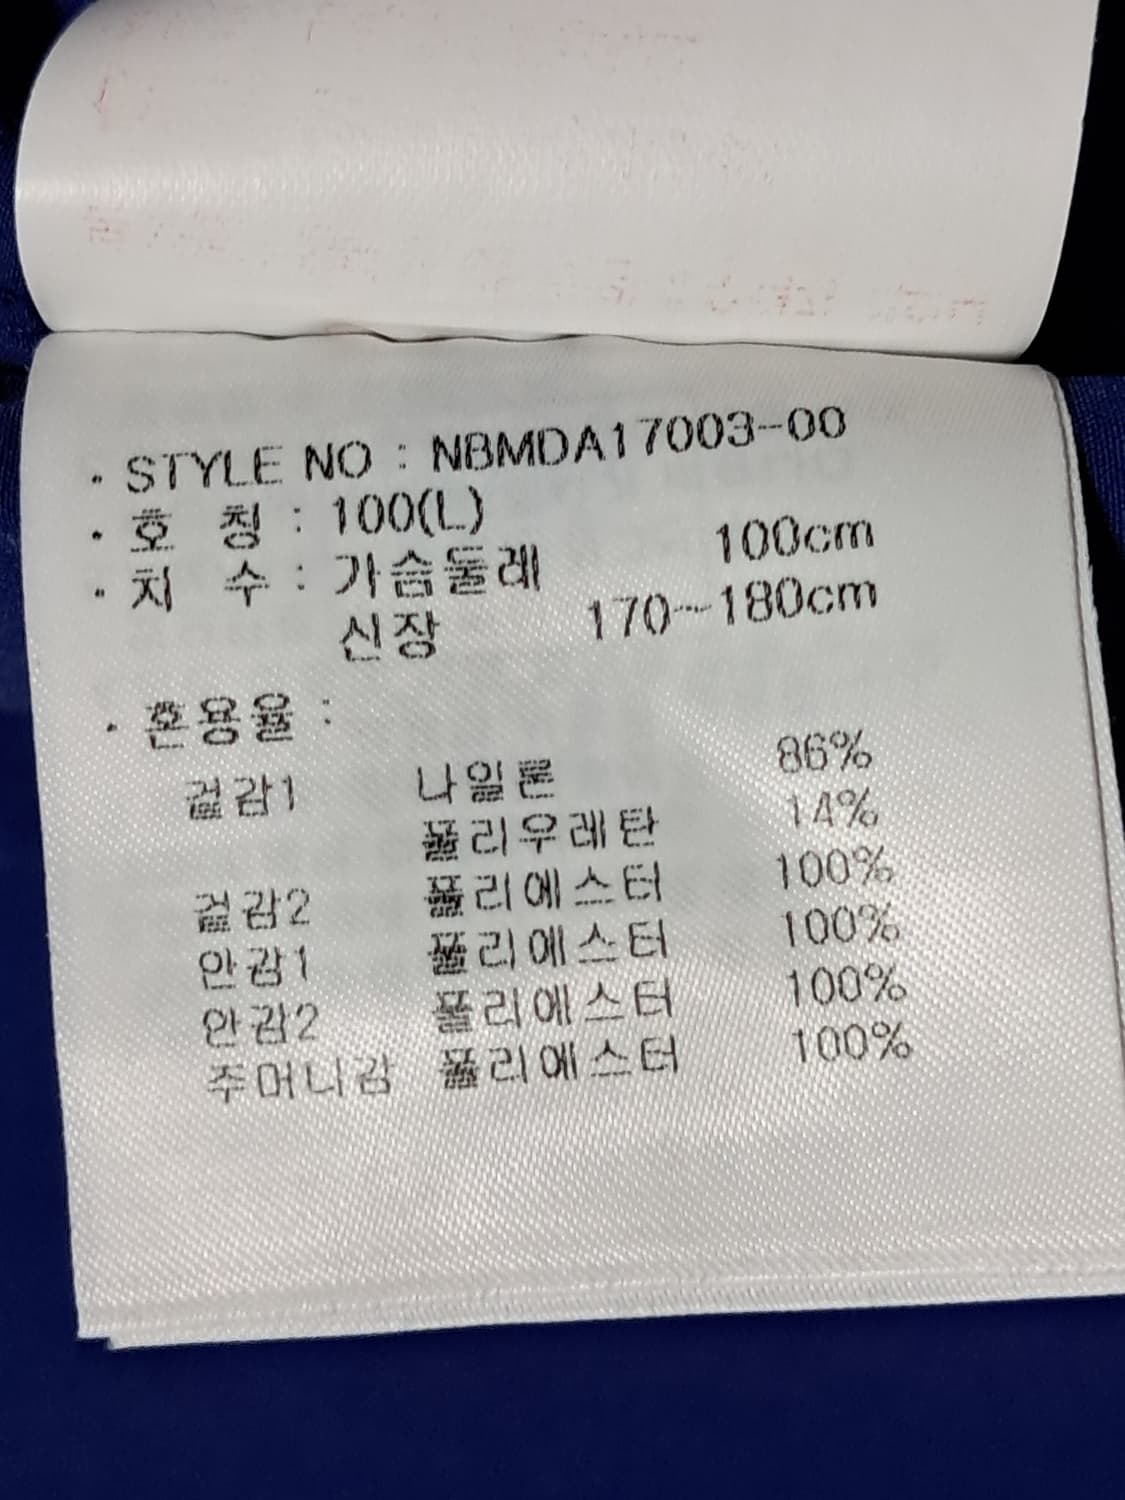 · STYLE NO : NBMDA17003-00
· 호 칭 : 100(L)
· 치 수 : 가슴둘레 100cm
신장 170~180cm
· 혼용율 :
겉감1 나일론 86%
폴리우레탄 14%
겉감2 폴리에스터 100%
안감1 폴리에스터 100%
안감2 폴리에스터 100%
주머니감 폴리에스터 100%